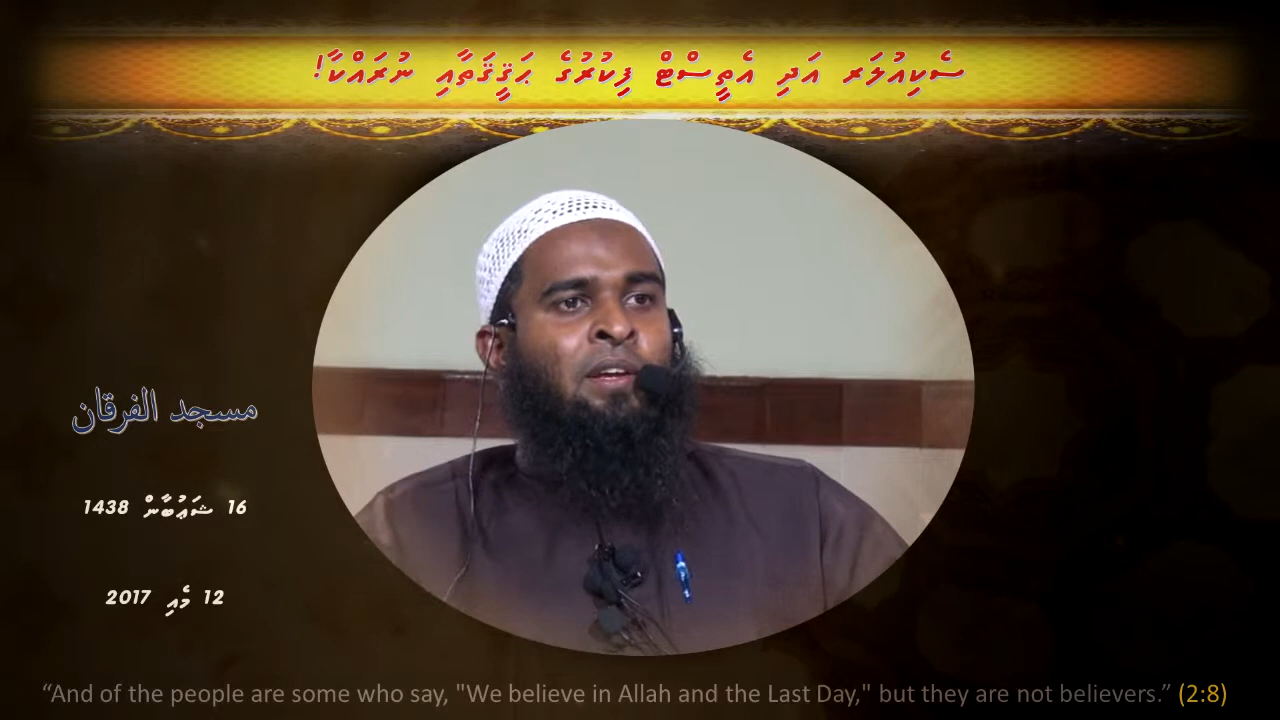 ސެކިއުލަރ އަދި އެތީސްޓް ފިކުރުގެ ޙަޤީޤަތާއި ނުރައްކާ!
مسجد الفرقان
16 ޝަޢުބާން 1438
12 މެއި 2017
“And of the people are some who say, "We believe in Allah and the Last Day," but they are not believers.” (2:8)